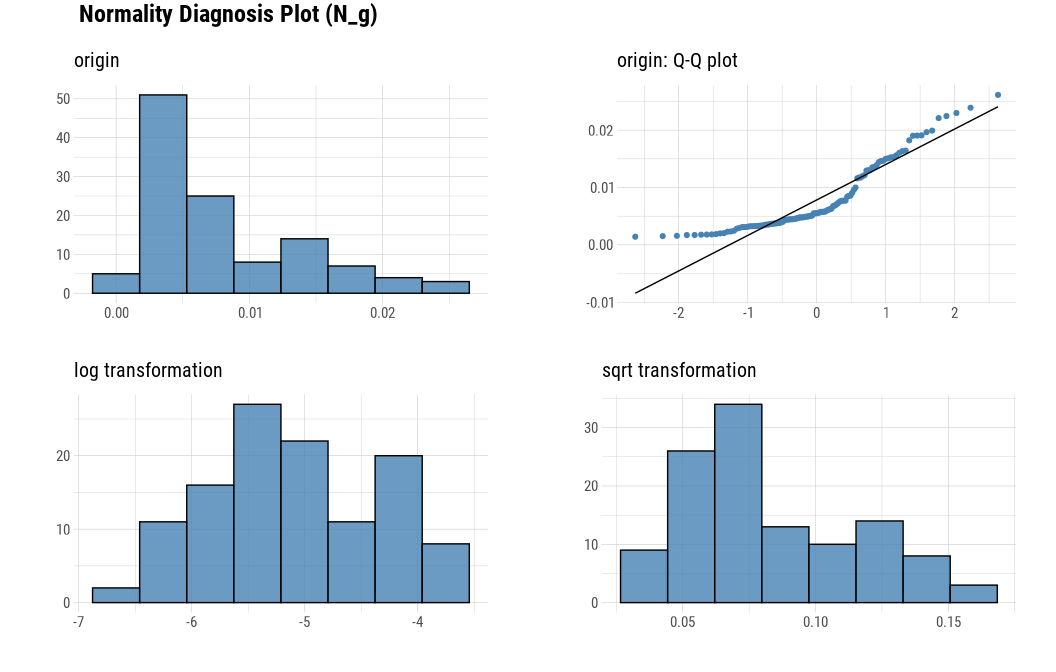 Normality Diagnosis Plot (N_g)
origin
50
40
30
20
10
0
0.00 0.01 0.02
origin: Q-Q plot
0.02
0.01
0.00
-0.01
-2 -1 0 1 2
log transformation
20
10
0
-7 -6 -5 -4
sqrt transformation
30
20
10
0
0.05 0.10 0.15